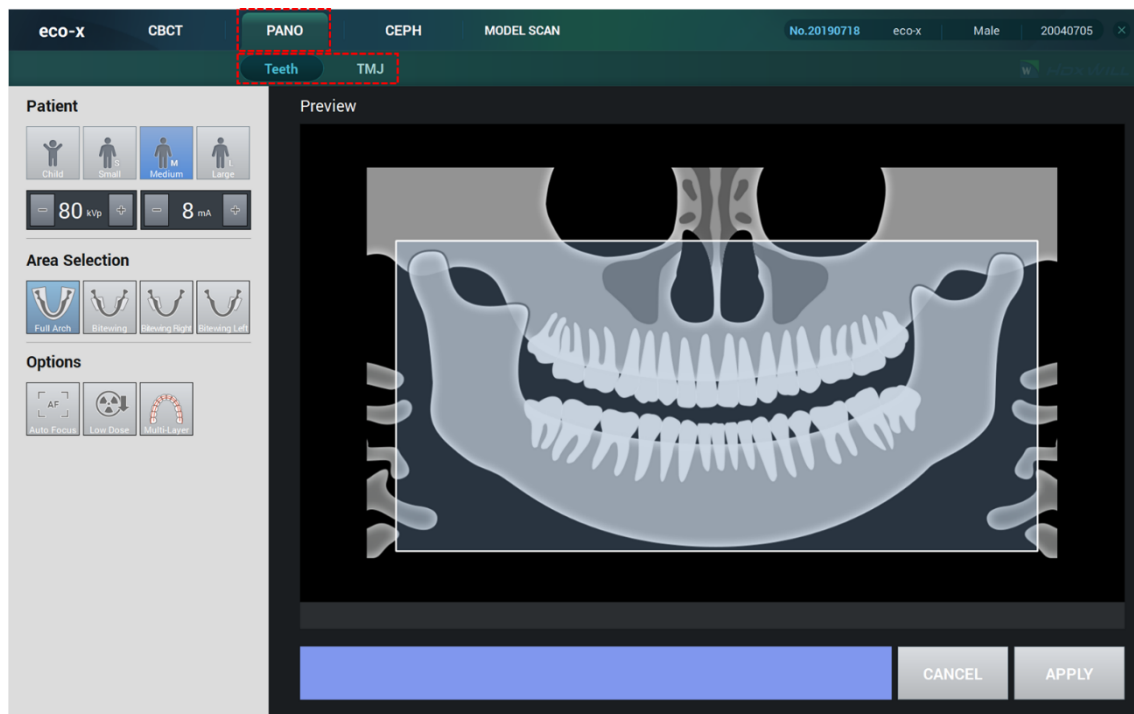 eco-x CBCT PANO CEPH MODEL SCAN No.20190718 eco-x Male 20040705
Teeth TMJ
Patient
Child Small Medium Large
S M
80 kVp 8 mA
Area Selection
Full Arch Bitewing Bitewing Right Bitewing Left
Options
AF
Auto Focus Low Dose Multi-Layer
Preview
CANCEL APPLY